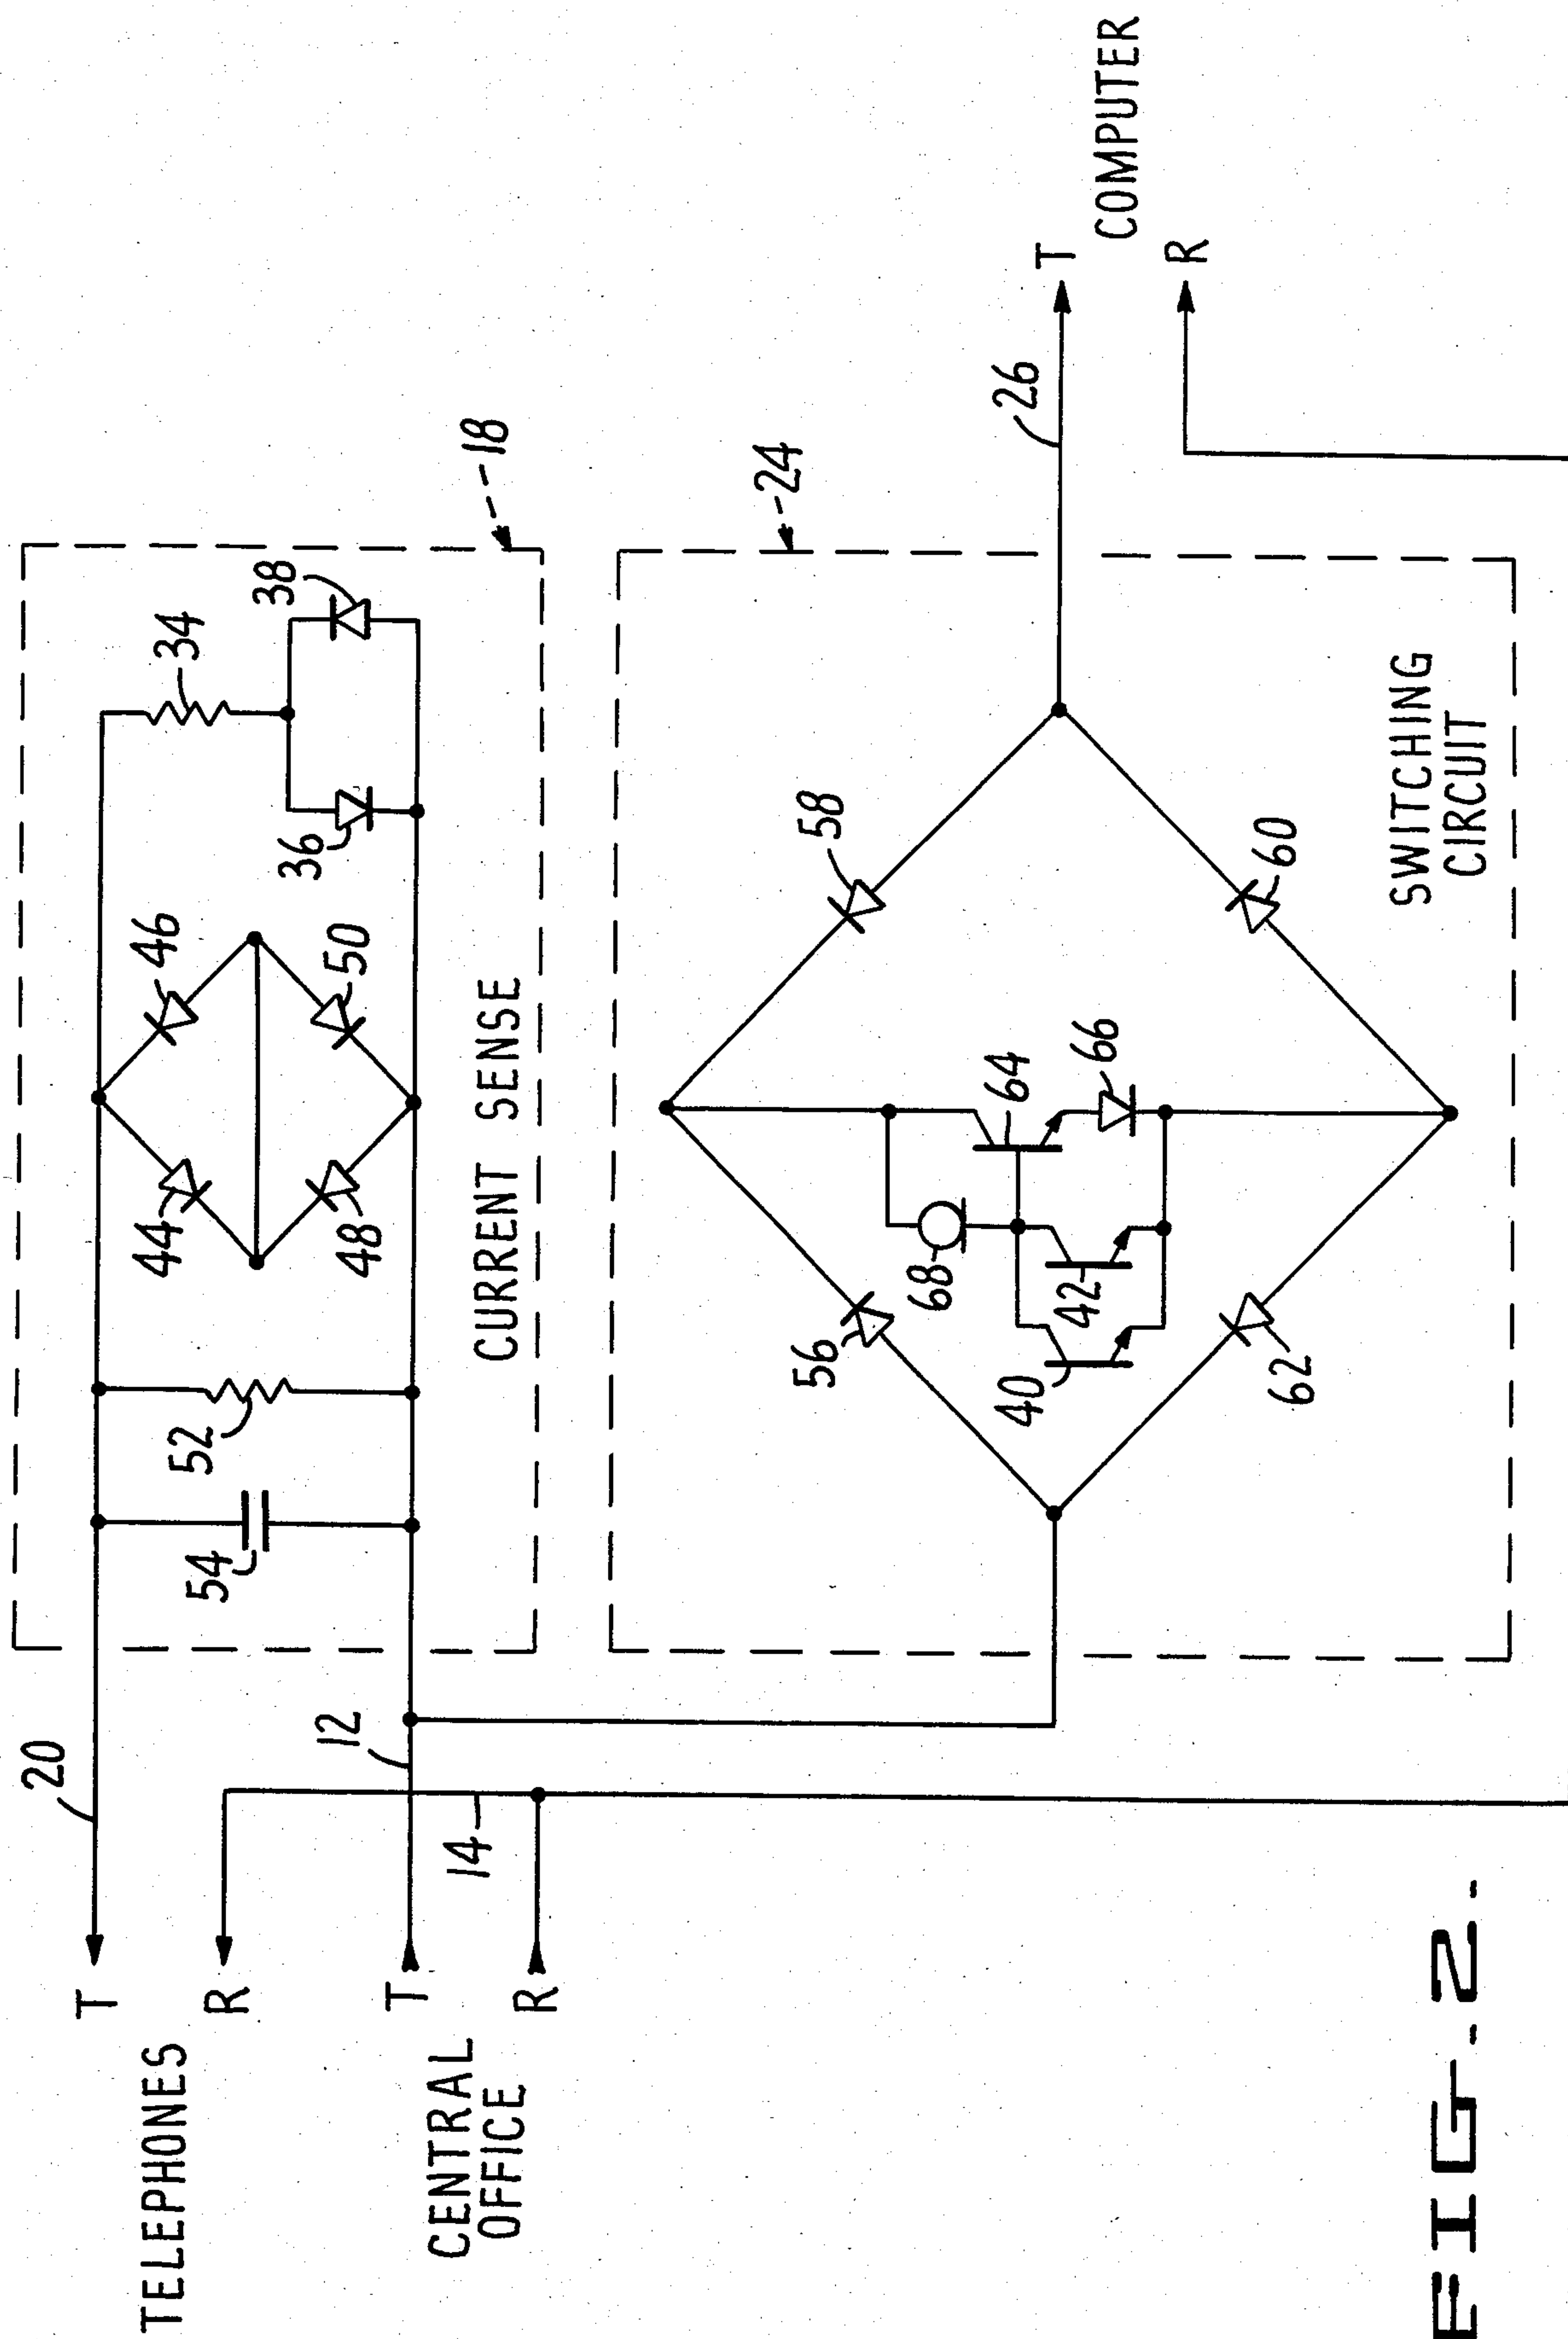 20
T
TELEPHONES
R
12
T
CENTRAL
OFFICE
R
14
54
52
44
46
48
50
34
36
38
CURRENT SENSE
18
24
56
58
68
64
66
40
42
62
60
SWITCHING
CIRCUIT
26
T
COMPUTER
R
FIG. 2.